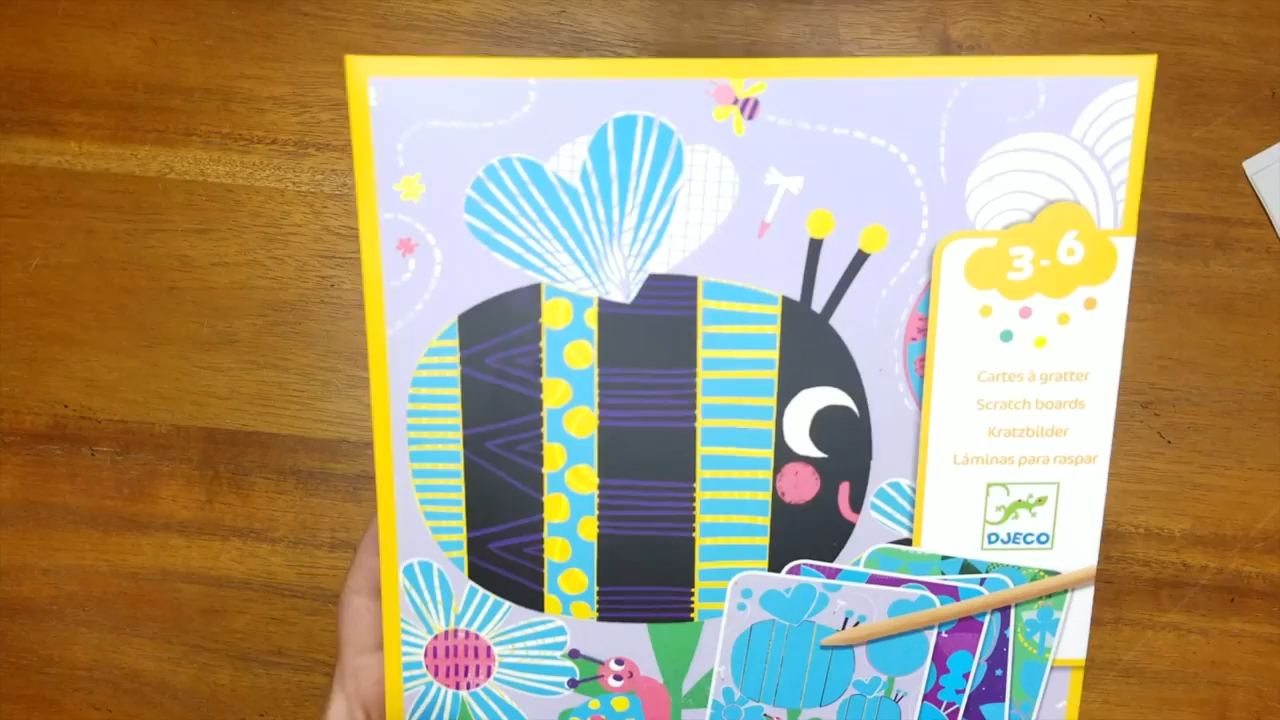 3-6
Cartes à gratter
Scratch boards
Kratzbilder
Láminas para raspar
DJECO